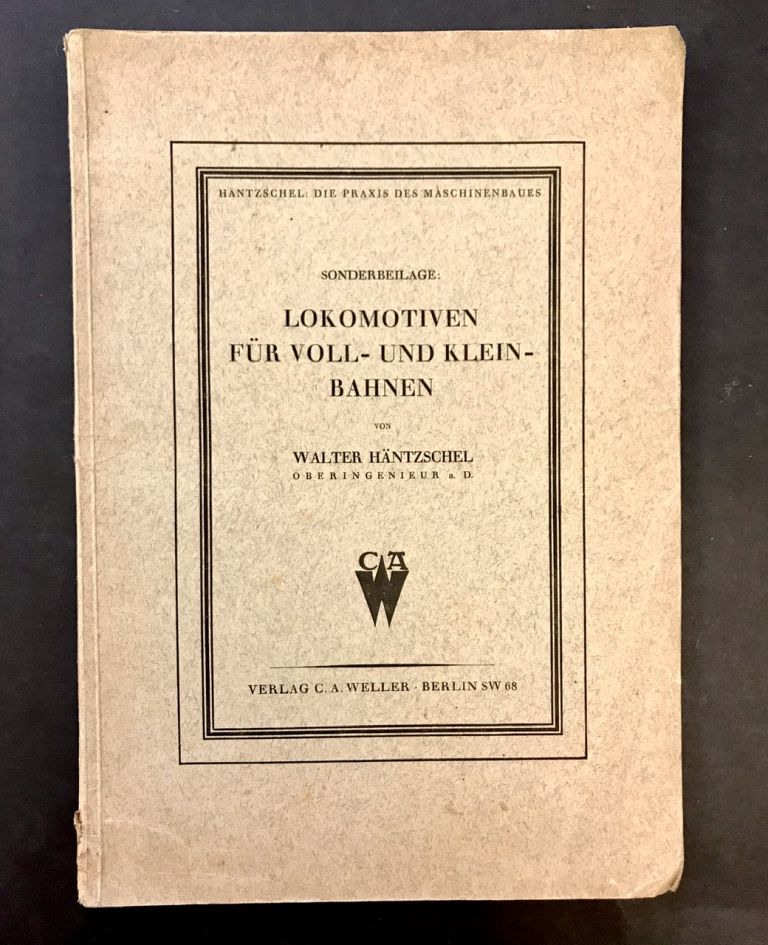 HÄNTZSCHEL: DIE PRAXIS DES MASCHINENBAUES
SONDERBEILAGE:
LOKOMOTIVEN
FÜR VOLL- UND KLEIN-
BAHNEN
VON
WALTER HÄNTZSCHEL
OBERINGENIEUR a. D.
CAW
VERLAG C. A. WELLER · BERLIN SW 68